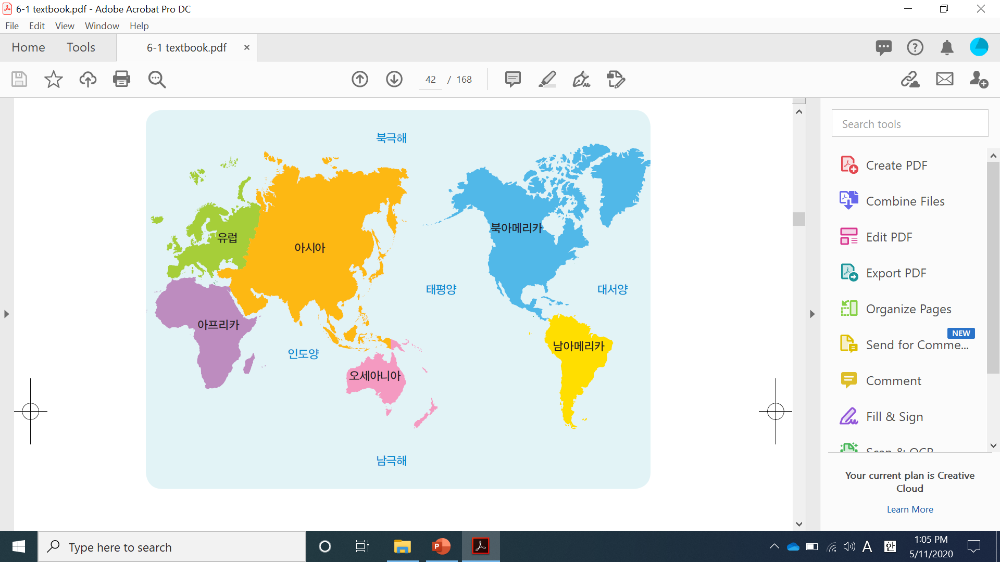 6-1 textbook.pdf - Adobe Acrobat Pro DC
File Edit View Window Help
Home Tools 6-1 textbook.pdf ×
42 / 168
북극해
유럽
아시아
북아메리카
태평양
대서양
아프리카
인도양
남아메리카
오세아니아
남극해
Search tools
Create PDF
Combine Files
Edit PDF
Export PDF
Organize Pages
NEW
Send for Comme...
Comment
Fill & Sign
Scan & OCR
Your current plan is Creative
Cloud
Learn More
Type here to search
P
A 한
1:05 PM
5/11/2020